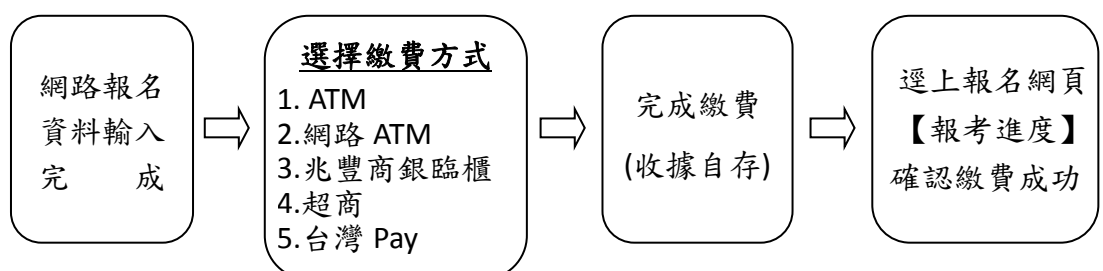 網路報名
資料輸入
完成
選擇繳費方式
1. ATM
2.網路 ATM
3.兆豐商銀臨櫃
4.超商
5.台灣 Pay
完成繳費
(收據自存)
逕上報名網頁
【報考進度】
確認繳費成功